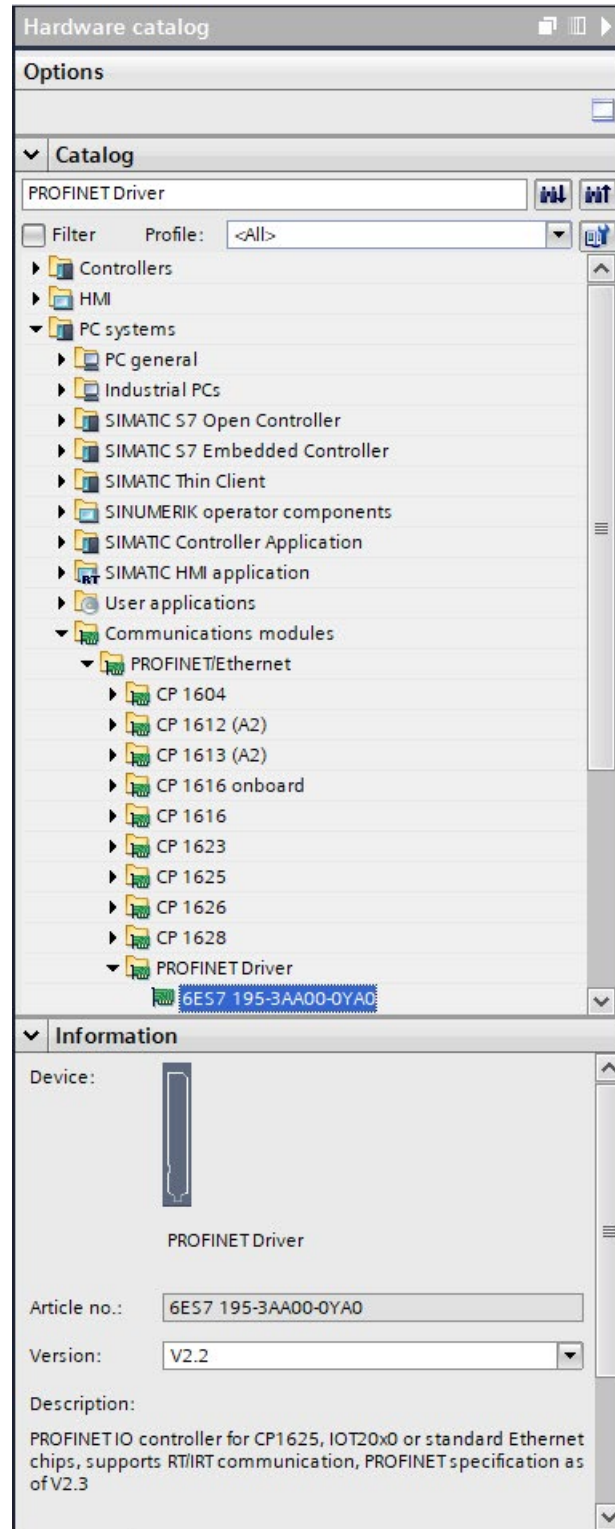 Hardware catalog
Options
Catalog
PROFINET Driver
Filter Profile: <All>
Controllers
HMI
PC systems
PC general
Industrial PCs
SIMATIC S7 Open Controller
SIMATIC S7 Embedded Controller
SIMATIC Thin Client
SINUMERIK operator components
SIMATIC Controller Application
RT SIMATIC HMI application
User applications
Communications modules
PROFINET/Ethernet
CP 1604
CP 1612 (A2)
CP 1613 (A2)
CP 1616 onboard
CP 1616
CP 1623
CP 1625
CP 1626
CP 1628
PROFINET Driver
6ES7 195-3AA00-0YA0
Information
Device:
PROFINET Driver
Article no.: 6ES7 195-3AA00-0YA0
Version: V2.2
Description:
PROFINET IO controller for CP1625, IOT20x0 or standard Ethernet
chips, supports RT/IRT communication, PROFINET specification as
of V2.3